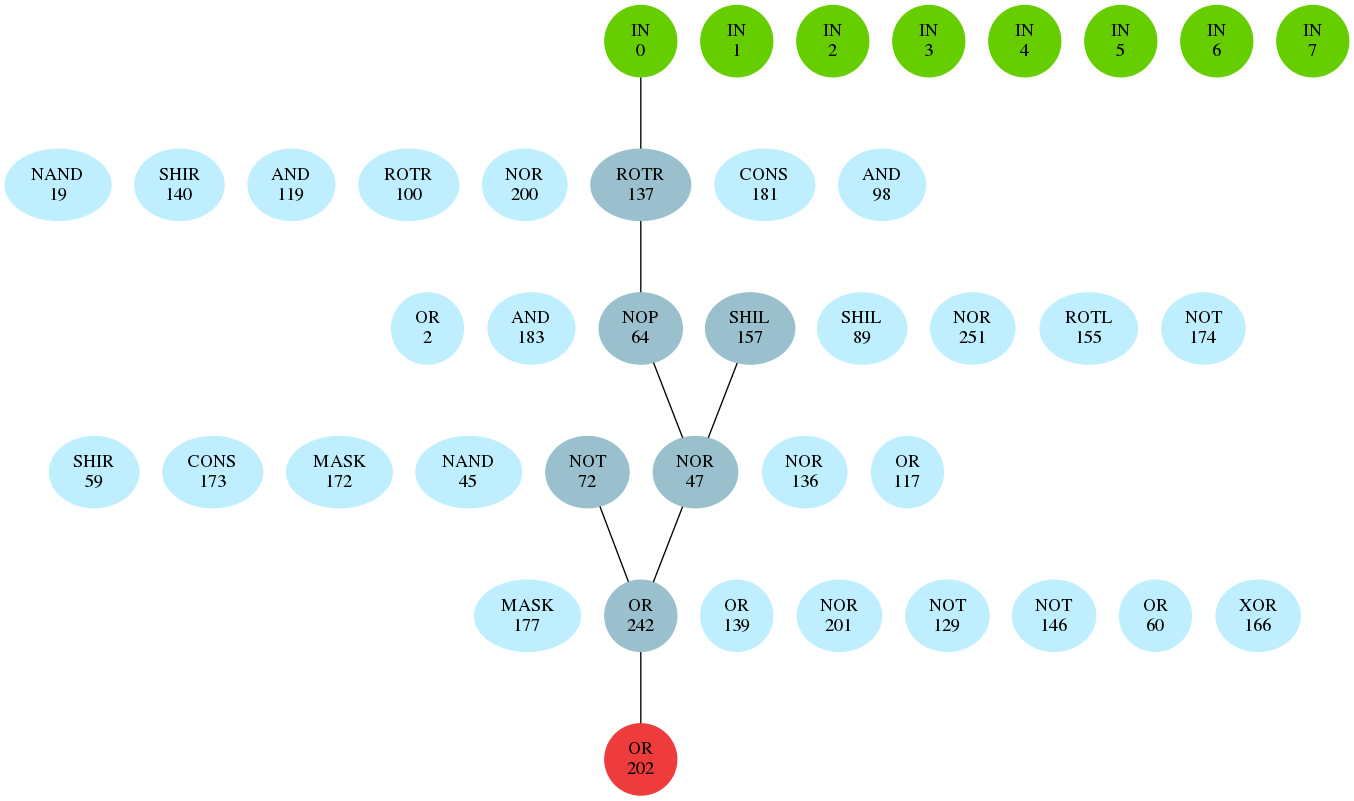 IN
0
IN
1
IN
2
IN
3
IN
4
IN
5
IN
6
IN
7
NAND
19
SHIR
140
AND
119
ROTR
100
NOR
200
ROTR
137
CONS
181
AND
98
OR
2
AND
183
NOP
64
SHIL
157
SHIL
89
NOR
251
ROTL
155
NOT
174
SHIR
59
CONS
173
MASK
172
NAND
45
NOT
72
NOR
47
NOR
136
OR
117
MASK
177
OR
242
OR
139
NOR
201
NOT
129
NOT
146
OR
60
XOR
166
OR
202